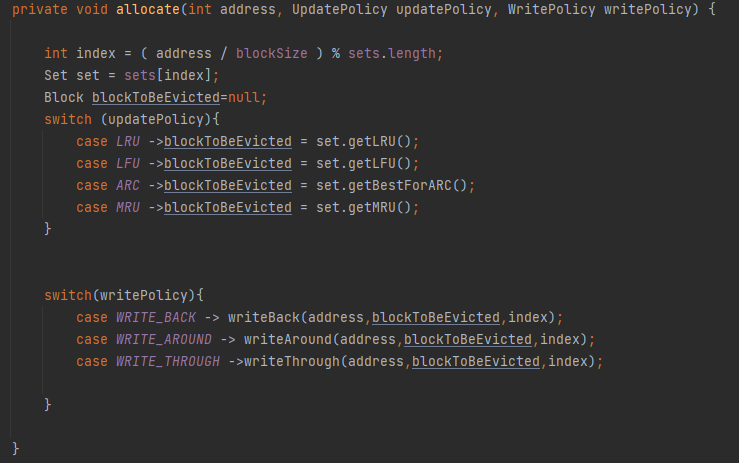 private void allocate(int address, UpdatePolicy updatePolicy, WritePolicy writePolicy) {
int index = ( address / blockSize ) % sets.length;
Set set = sets[index];
Block blockToBeEvicted=null;
switch (updatePolicy){
case LRU ->blockToBeEvicted = set.getLRU();
case LFU ->blockToBeEvicted = set.getLFU();
case ARC ->blockToBeEvicted = set.getBestForARC();
case MRU ->blockToBeEvicted = set.getMRU();
}
switch(writePolicy){
case WRITE_BACK -> writeBack(address,blockToBeEvicted,index);
case WRITE_AROUND -> writeAround(address,blockToBeEvicted,index);
case WRITE_THROUGH ->writeThrough(address,blockToBeEvicted,index);
}
}